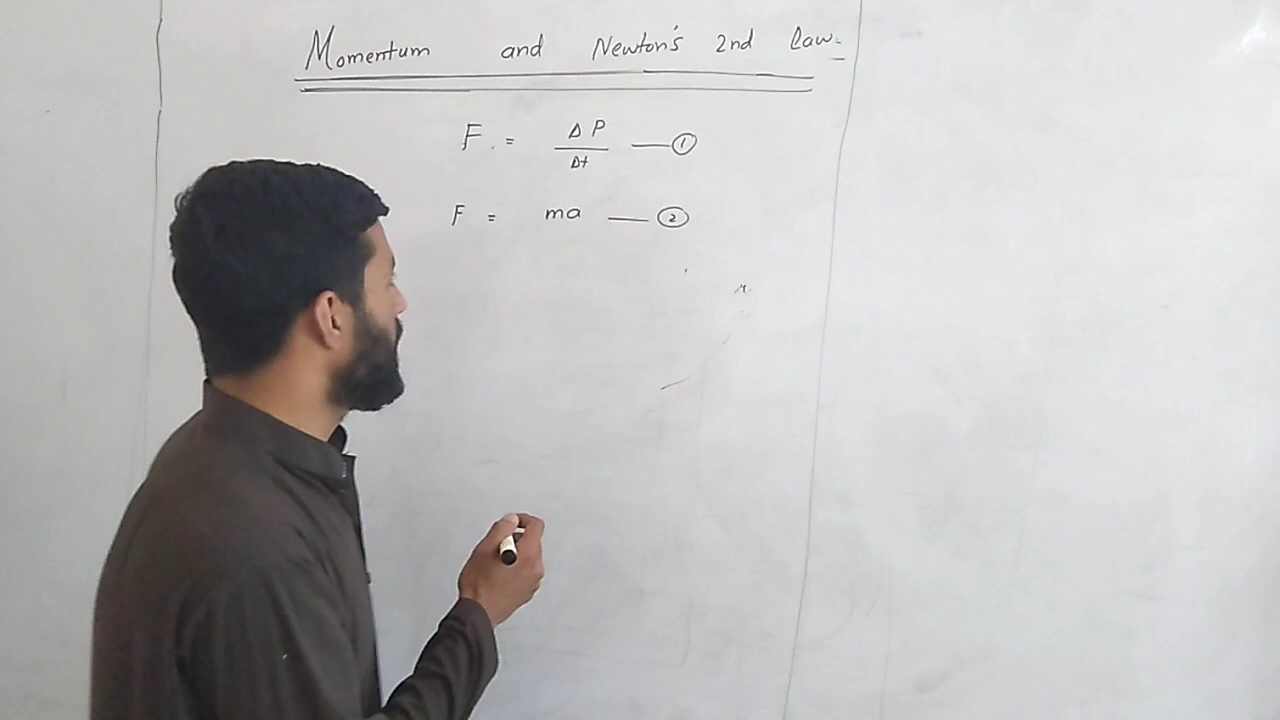 Momentum and Newton's 2nd law.
F = ΔP/Δt — ①
F = ma — ②